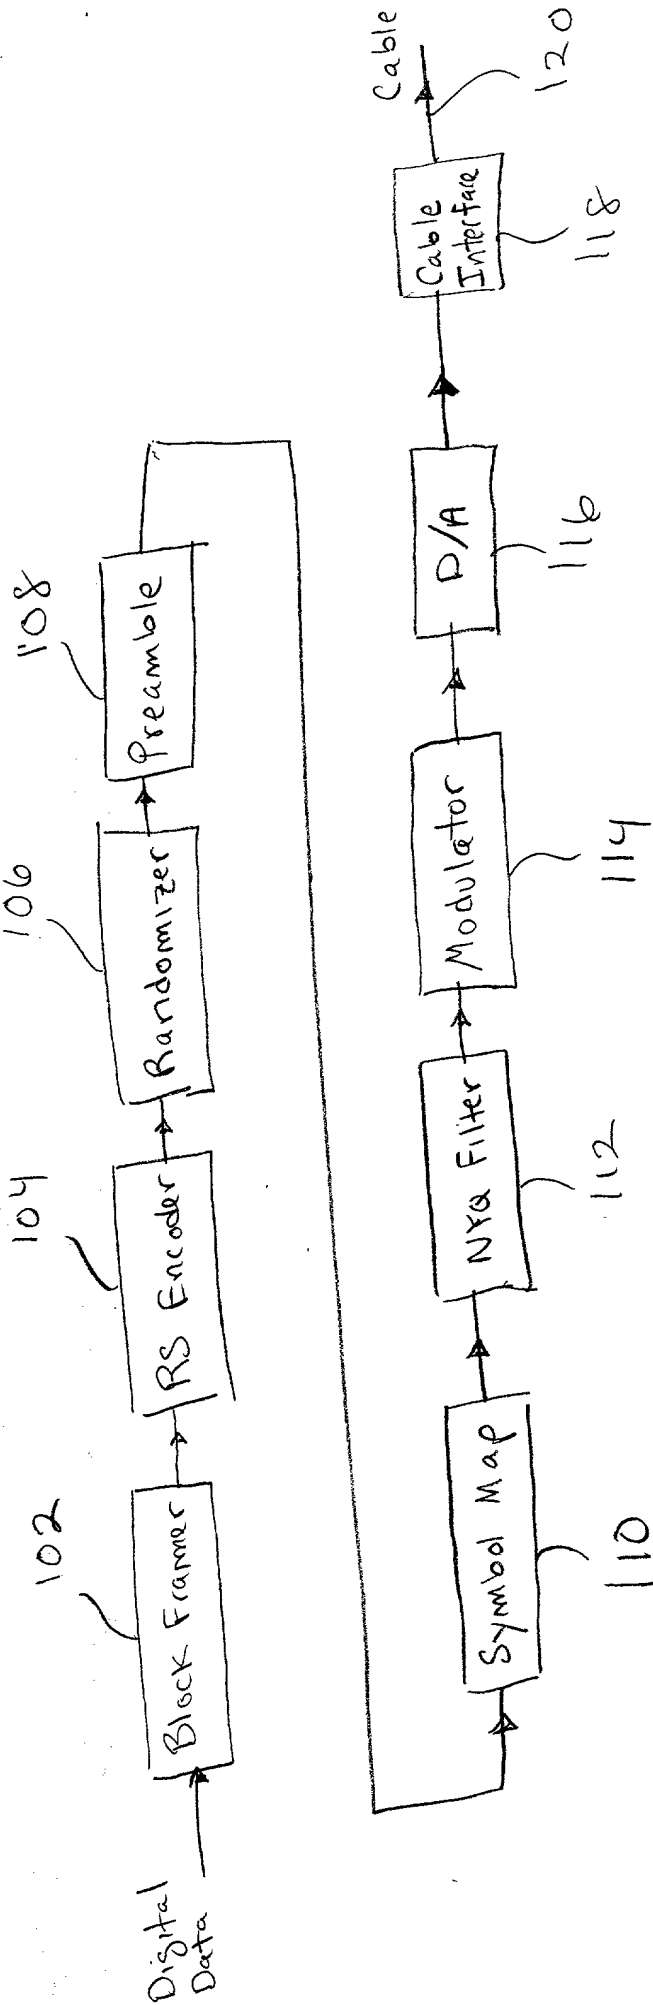 Digital
Data
Block Framer
102
RS Encoder
104
Randomizer
106
Preamble
108
Symbol Map
110
Nyq Filter
112
Modulator
114
D/A
116
Cable
Interface
118
Cable
120